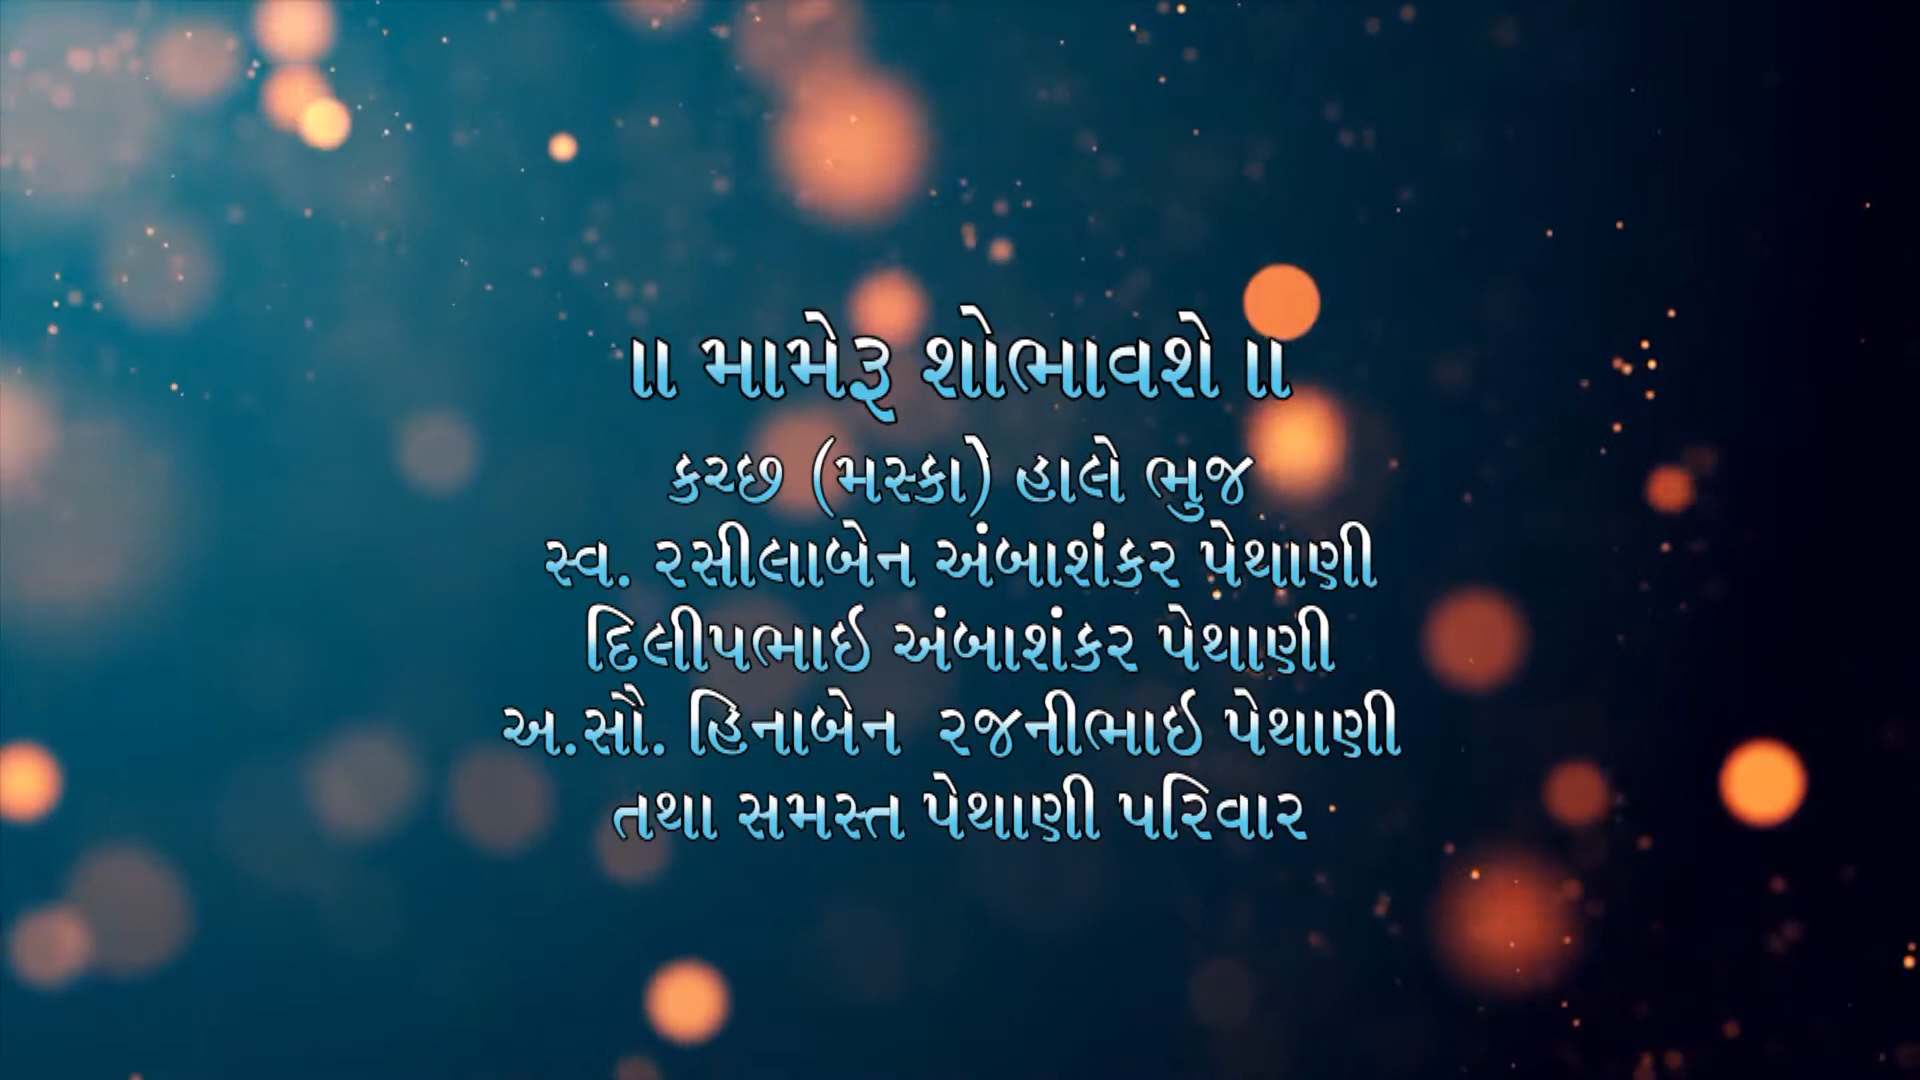 ॥ મામેરૂ શોભાવશે ॥
કચ્છ (મસ્કા) હાલે ભુજ
સ્વ. રસીલાબેન અંબાશંકર પેથાણી
દિલીપભાઇ અંબાશંકર પેથાણી
અ.સૌ. હિનાબેન રજનીભાઇ પેથાણી
તથા સમસ્ત પેથાણી પરિવાર